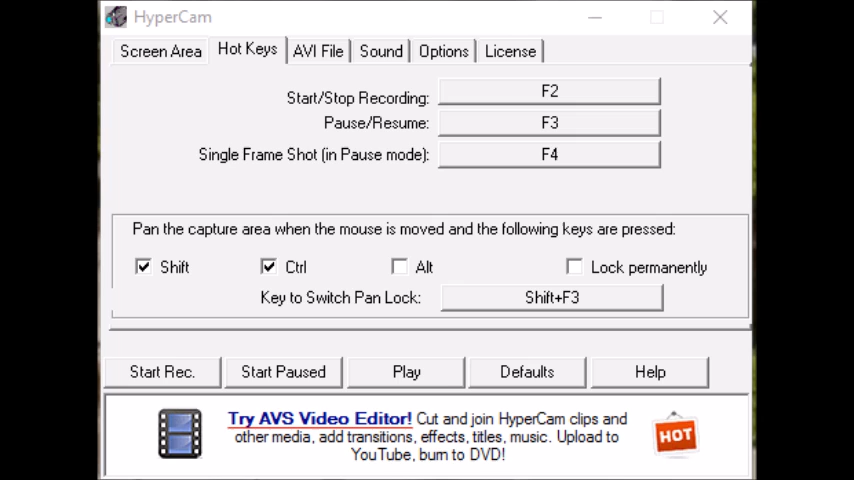 HyperCam
Screen Area Hot Keys AVI File Sound Options License
Start/Stop Recording: F2
Pause/Resume: F3
Single Frame Shot (in Pause mode): F4
Pan the capture area when the mouse is moved and the following keys are pressed:
Shift Ctrl Alt Lock permanently
Key to Switch Pan Lock: Shift+F3
Start Rec. Start Paused Play Defaults Help
Try AVS Video Editor! Cut and join HyperCam clips and
other media, add transitions, effects, titles, music. Upload to
YouTube, burn to DVD!
HOT